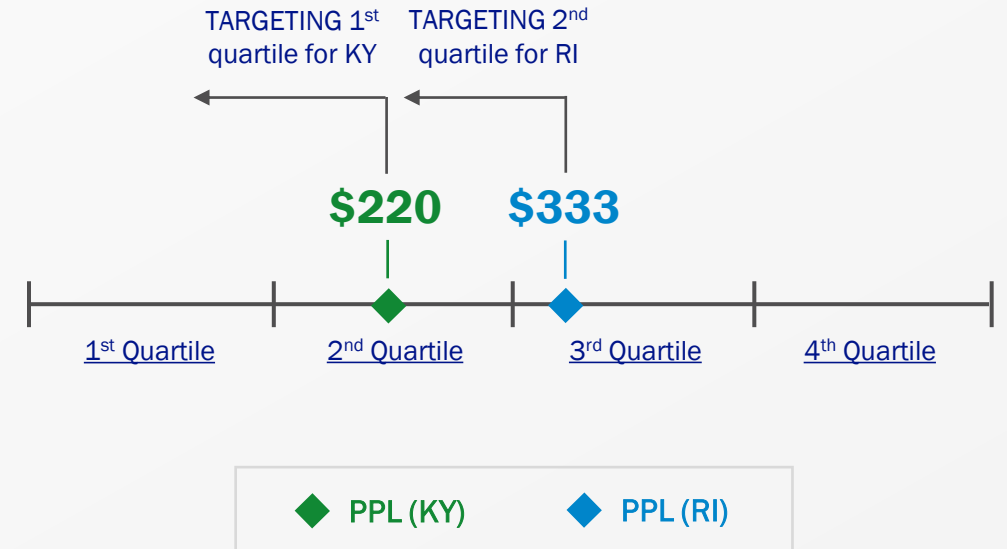 TARGETING 1st
quartile for KY
TARGETING 2nd
quartile for RI
$220
$333
1st Quartile
2nd Quartile
3rd Quartile
4th Quartile
PPL (KY)
PPL (RI)